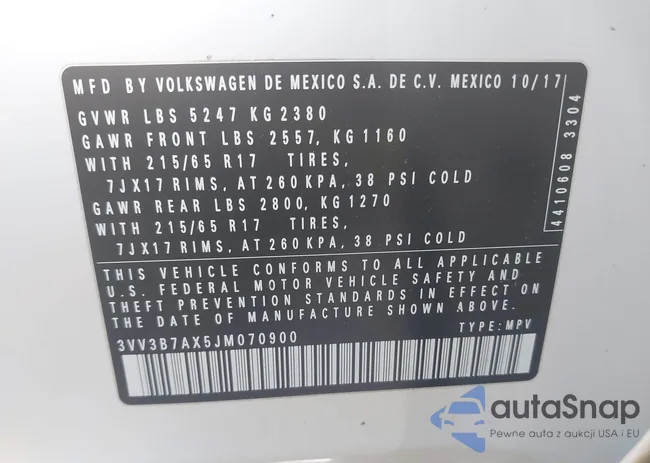 MFD BY VOLKSWAGEN DE MEXICO S.A. DE C.V. MEXICO 10/17
GVWR LBS 5247 KG 2380
GAWR FRONT LBS 2557, KG 1160
WITH 215/65 R17 TIRES,
7JX17 RIMS, AT 260 KPA, 38 PSI COLD
GAWR REAR LBS 2800, KG 1270
WITH 215/65 R17 TIRES,
7JX17 RIMS, AT 260 KPA, 38 PSI COLD
THIS VEHICLE CONFORMS TO ALL APPLICABLE
U.S. FEDERAL MOTOR VEHICLE SAFETY AND
THEFT PREVENTION STANDARDS IN EFFECT ON
THE DATE OF MANUFACTURE SHOWN ABOVE.
3VV3B7AX5JM070900 TYPE: MPV
4410608 3304
autaSnap
Pewne auta z aukcji USA i EU